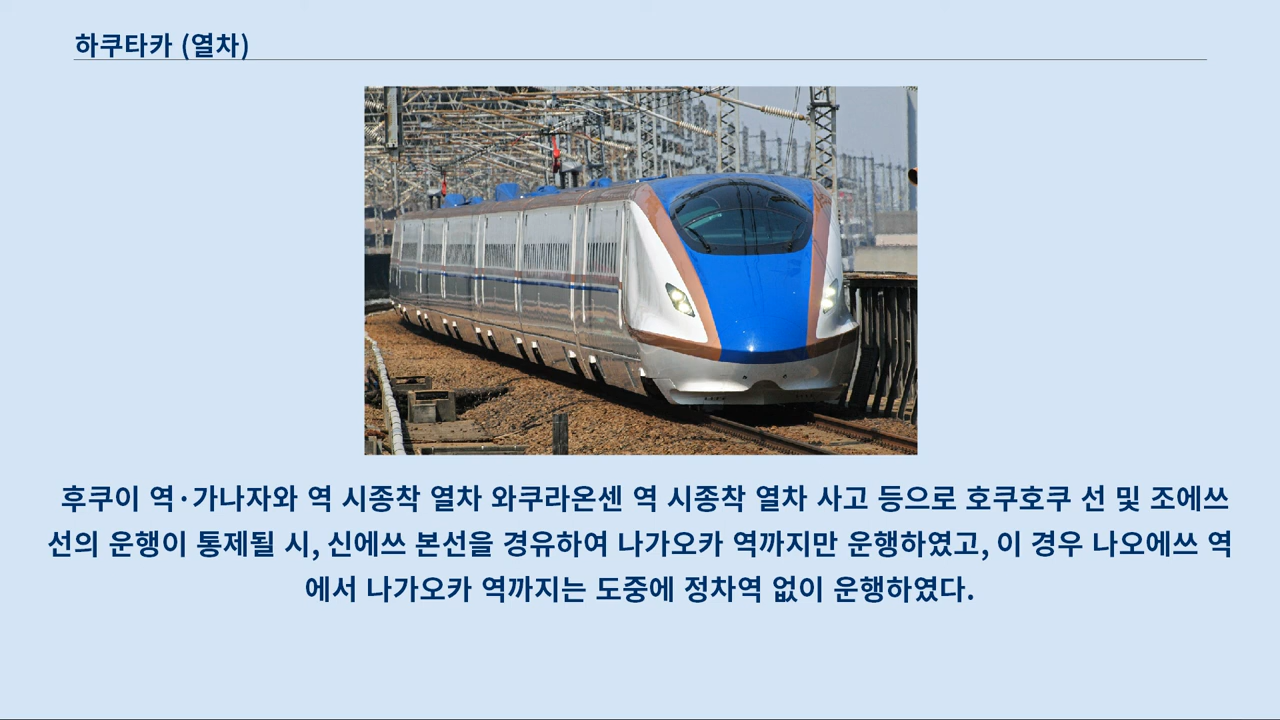 하쿠타카 (열차)
후쿠이 역·가나자와 역 시종착 열차 와쿠라온센 역 시종착 열차 사고 등으로 호쿠호쿠 선 및 조에쓰
선의 운행이 통제될 시, 신에쓰 본선을 경유하여 나가오카 역까지만 운행하였고, 이 경우 나오에쓰 역
에서 나가오카 역까지는 도중에 정차역 없이 운행하였다.